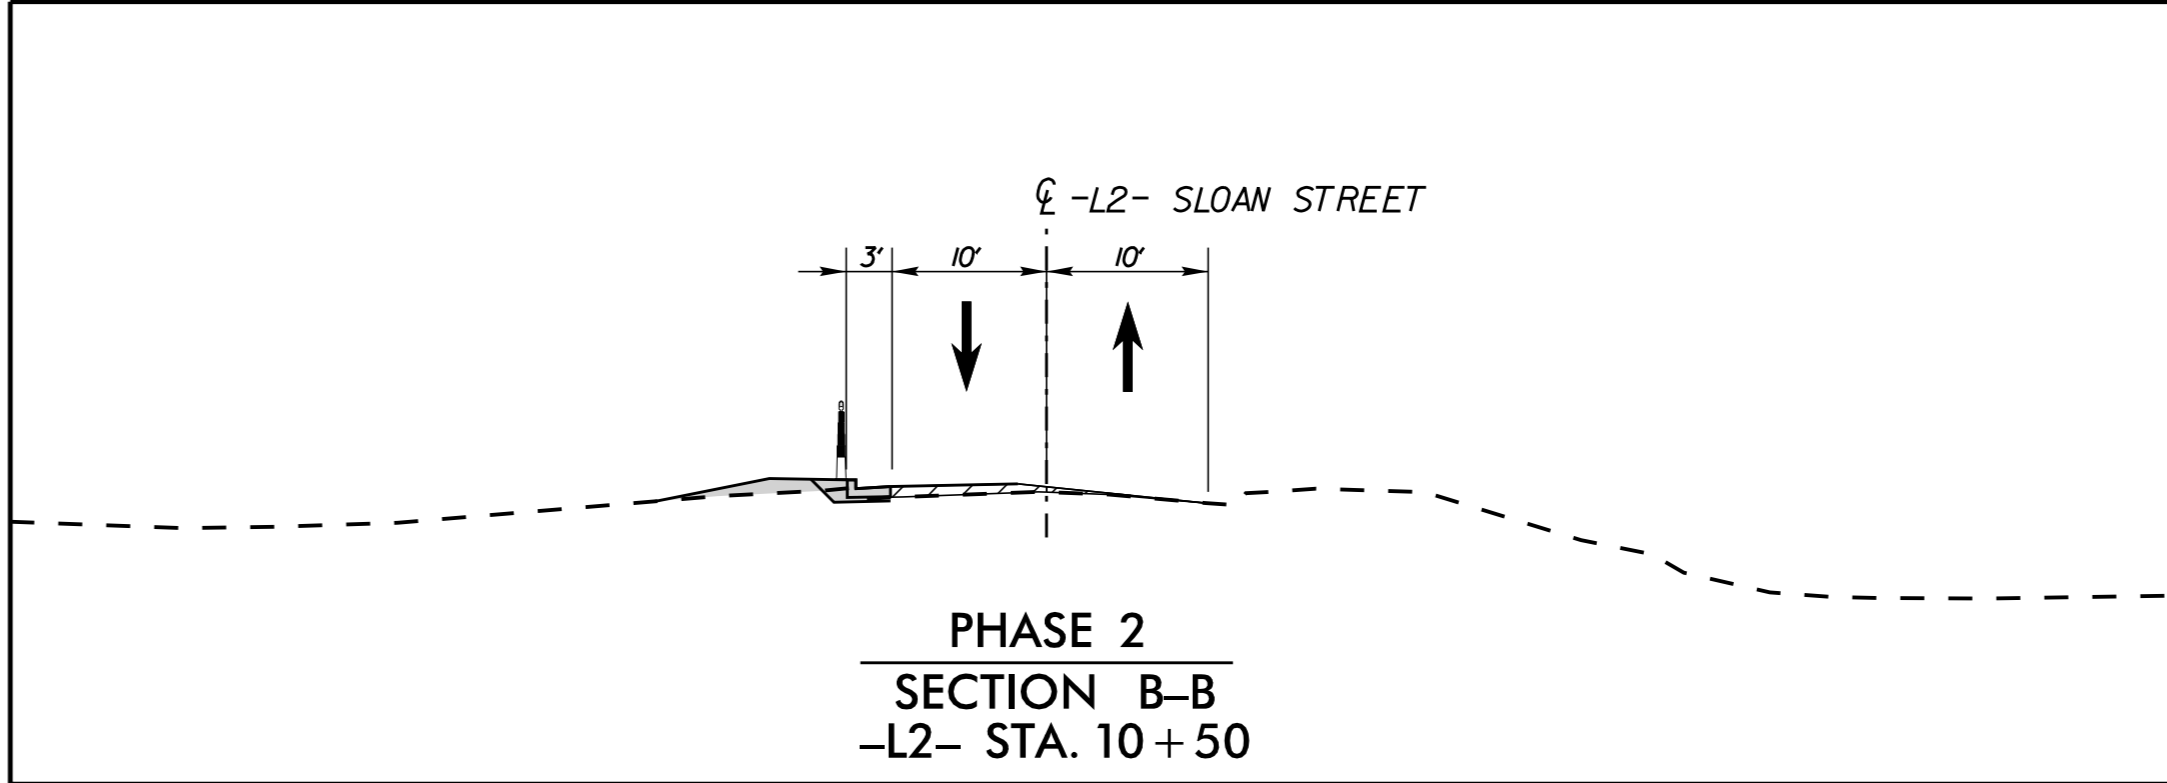 ℄ -L2- SLOAN STREET
3' 10' 10'
PHASE 2
SECTION B–B
–L2– STA. 10+50